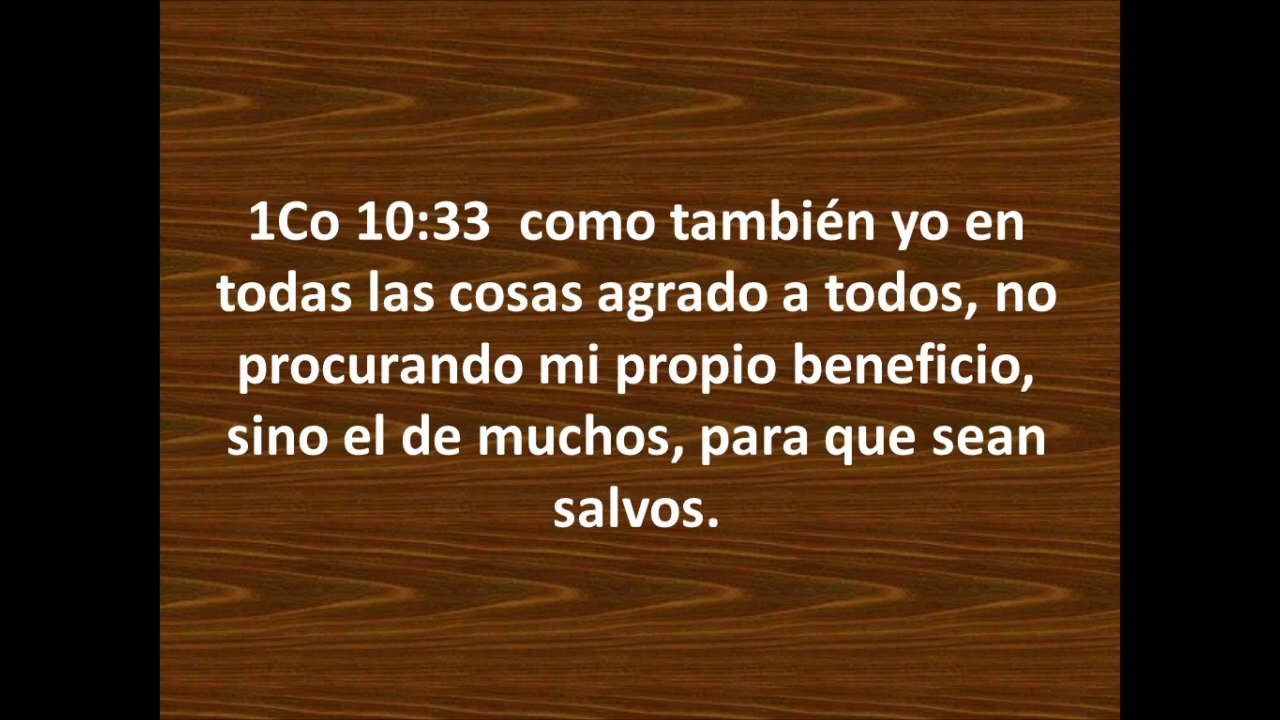 1Co 10:33  como también yo en
todas las cosas agrado a todos, no
procurando mi propio beneficio,
sino el de muchos, para que sean
salvos.